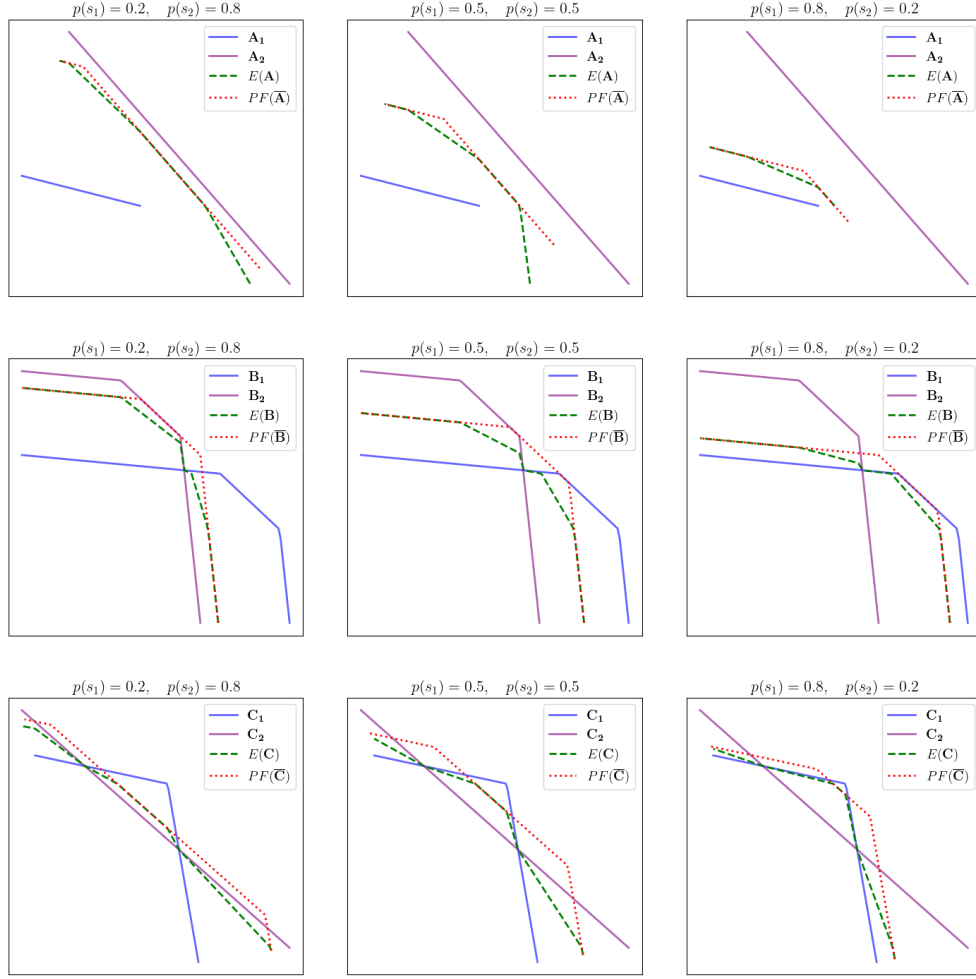 p(s₁) = 0.2, p(s₂) = 0.8
A₁
A₂
E(A)
PF(A̅)
p(s₁) = 0.5, p(s₂) = 0.5
A₁
A₂
E(A)
PF(A̅)
p(s₁) = 0.8, p(s₂) = 0.2
A₁
A₂
E(A)
PF(A̅)
p(s₁) = 0.2, p(s₂) = 0.8
B₁
B₂
E(B)
PF(B̅)
p(s₁) = 0.5, p(s₂) = 0.5
B₁
B₂
E(B)
PF(B̅)
p(s₁) = 0.8, p(s₂) = 0.2
B₁
B₂
E(B)
PF(B̅)
p(s₁) = 0.2, p(s₂) = 0.8
C₁
C₂
E(C)
PF(C̅)
p(s₁) = 0.5, p(s₂) = 0.5
C₁
C₂
E(C)
PF(C̅)
p(s₁) = 0.8, p(s₂) = 0.2
C₁
C₂
E(C)
PF(C̅)